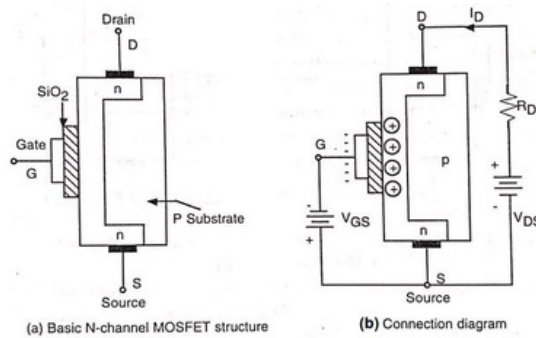 Drain
D
n
SiO2
Gate
G
P Substrate
n
S
Source
(a) Basic N-channel MOSFET structure
D
ID
n
RD
G
p
+
-
VGS
+
-
VDS
n
S
Source
(b) Connection diagram